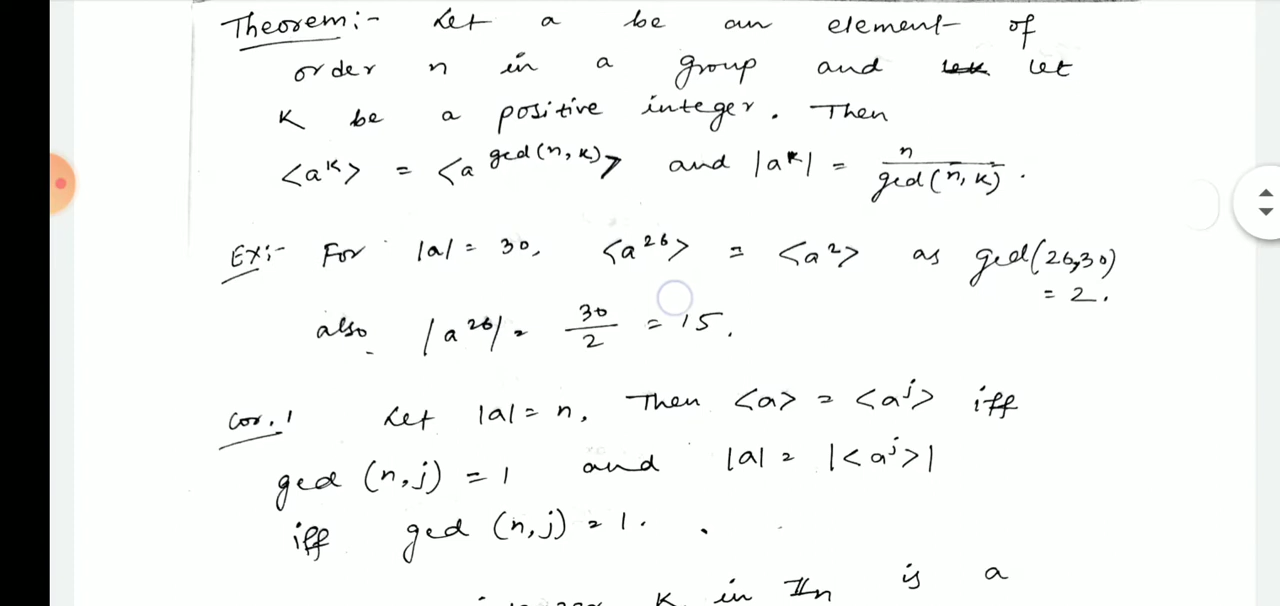 Theorem:- Let a be an element of
order n in a group and let
K be a positive integer. Then
<a^k> = <a^gcd(n,k)> and |a^k| = n/gcd(n,k).
Ex:- For |a| = 30, <a^26> = <a^2> as gcd(26,30)
= 2.
also |a^26| = 30/2 = 15.
Cor. 1 Let |a| = n. Then <a> = <a^j> iff
gcd (n,j) = 1 and |a| = |<a^j>|
iff gcd (n,j) = 1.
K in ℤn is a